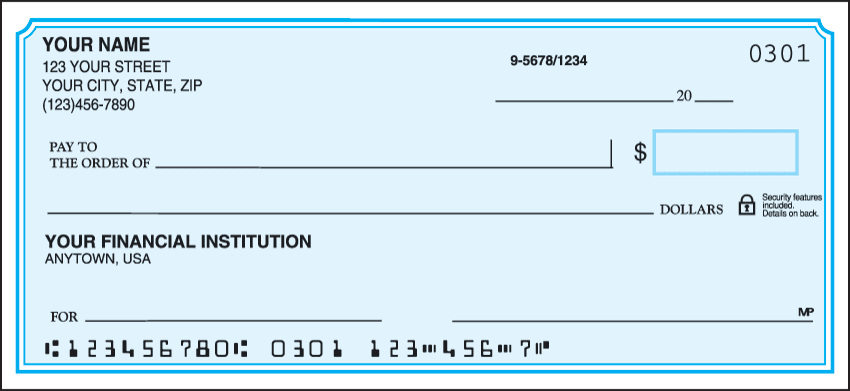 YOUR NAME
123 YOUR STREET
YOUR CITY, STATE, ZIP
(123)456-7890
9-5678/1234
0301
20
PAY TO
THE ORDER OF
$
DOLLARS
Security features
included.
Details on back.
YOUR FINANCIAL INSTITUTION
ANYTOWN, USA
FOR
MP
⑆123456780⑆ 0301 123⑉456⑉7⑈